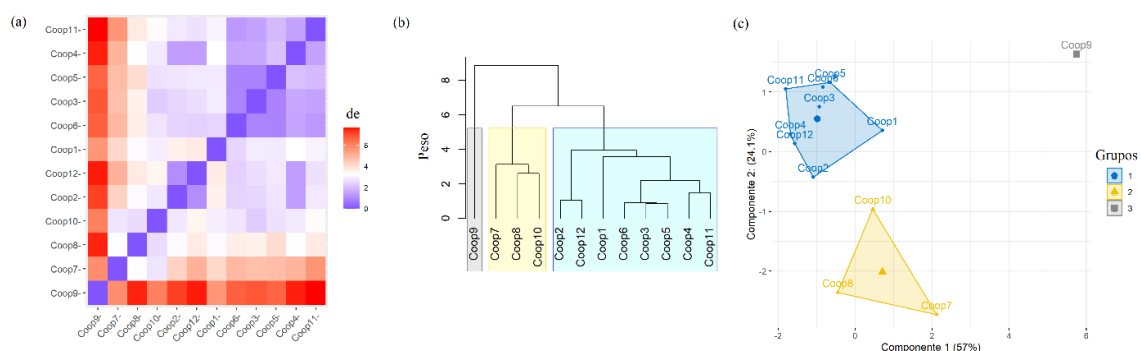 (a)
Coop11-
Coop4-
Coop5-
Coop3-
Coop6-
Coop1-
Coop12-
Coop2-
Coop10-
Coop8-
Coop7-
Coop9-
Coop9-
Coop7-
Coop8-
Coop10-
Coop2-
Coop12-
Coop1-
Coop6-
Coop3-
Coop5-
Coop4-
Coop11-
de
6
4
2
0
(b)
Peso
8
6
4
2
0
Coop9
Coop7
Coop8
Coop10
Coop2
Coop12
Coop1
Coop6
Coop3
Coop5
Coop4
Coop11
(c)
Coop9
Coop5
Coop11
Coop3
Coop4
Coop12
Coop1
Coop2
Coop10
Coop8
Coop7
Componente 2: (24.1%)
1
0
-1
-2
-2
0
2
4
6
Componente 1 (57%)
Grupos
1
2
3